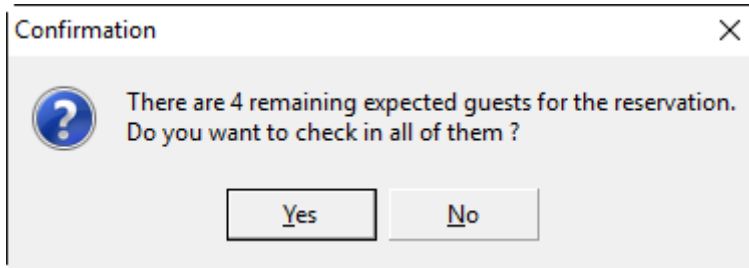 Confirmation
There are 4 remaining expected guests for the reservation.
Do you want to check in all of them ?
Yes
No